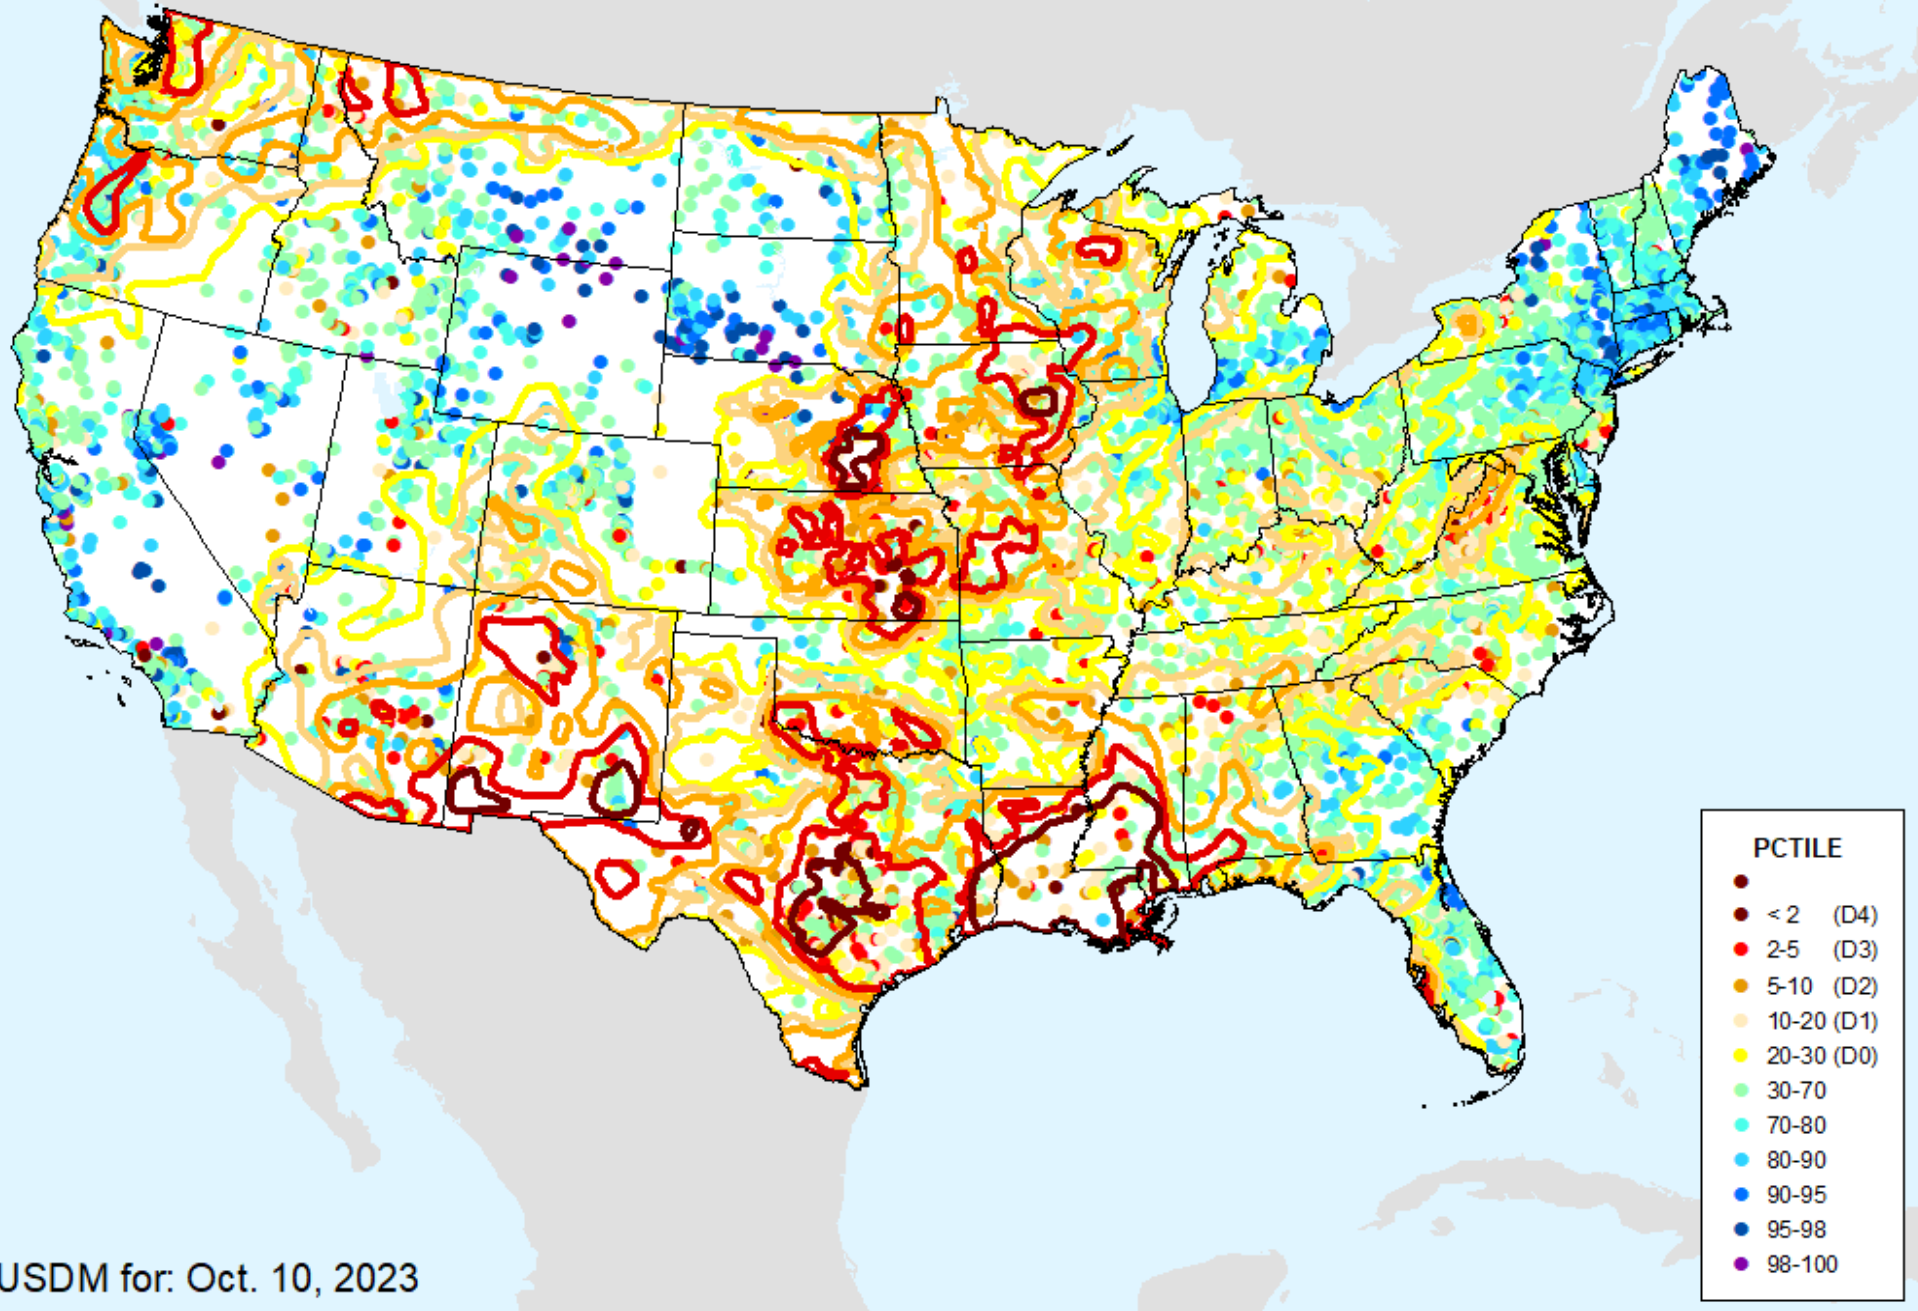 PCTILE
< 2 (D4)
2-5 (D3)
5-10 (D2)
10-20 (D1)
20-30 (D0)
30-70
70-80
80-90
90-95
95-98
98-100
USDM for: Oct. 10, 2023